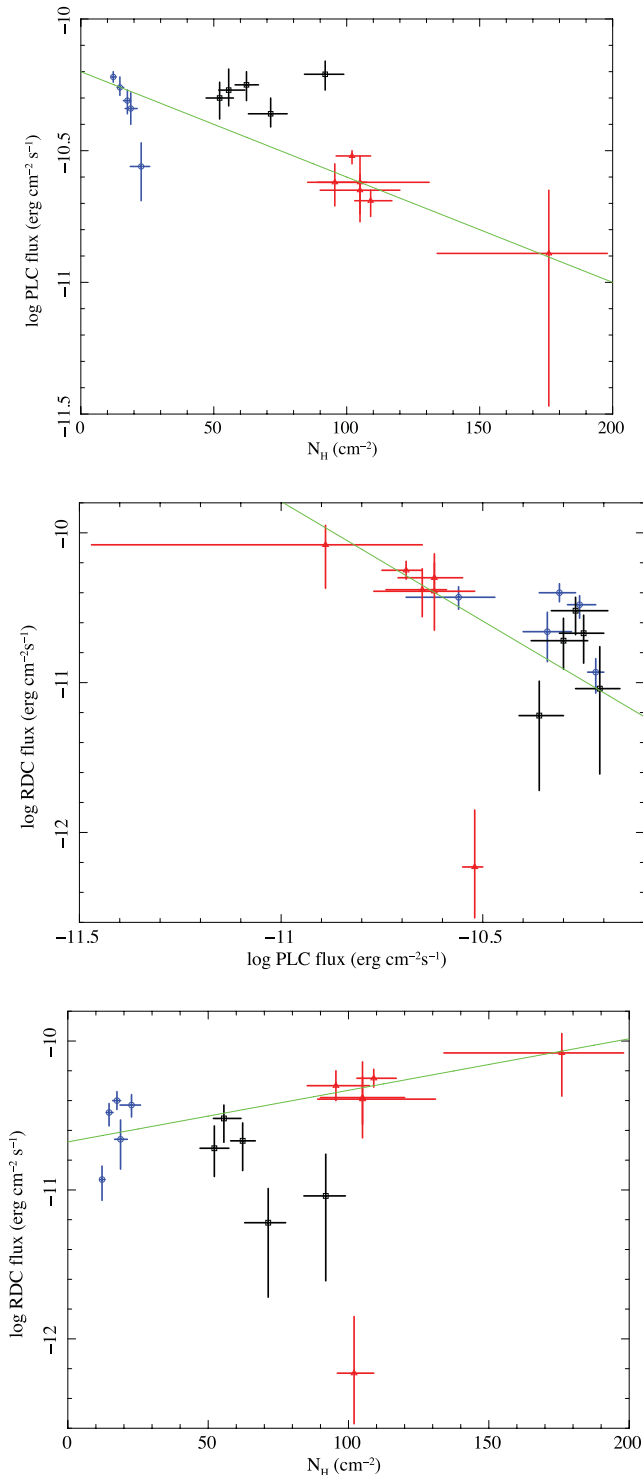 −10
−10.5
−11
−11.5
log PLC flux (erg cm⁻² s⁻¹)
0 50 100 150 200
N_H (cm⁻²)
−10
−11
−12
log RDC flux (erg cm⁻²s⁻¹)
−11.5 −11 −10.5
log PLC flux (erg cm⁻²s⁻¹)
−10
−11
−12
log RDC flux (erg cm⁻² s⁻¹)
0 50 100 150 200
N_H (cm⁻²)